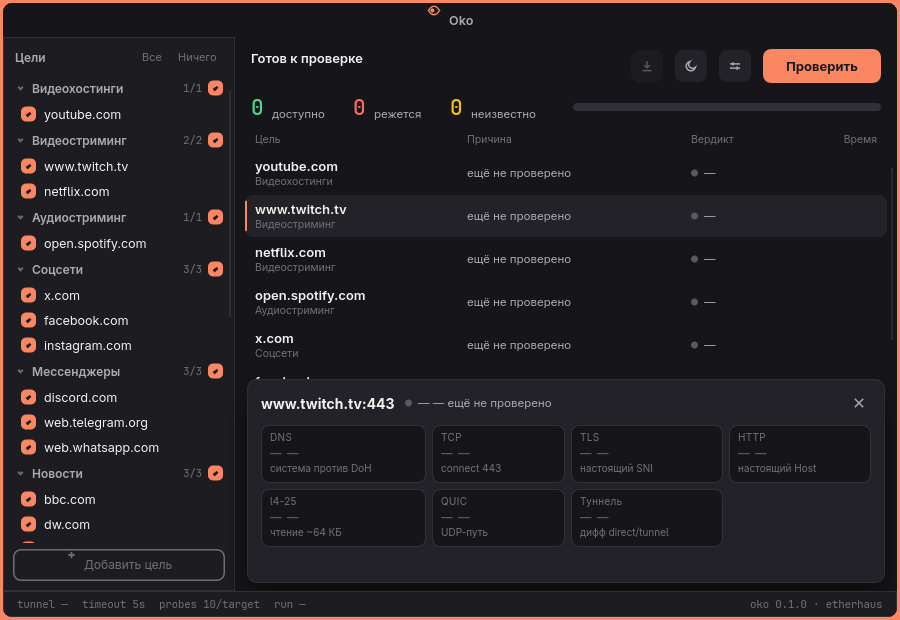 Oko
Цели
Все
Ничего
Видеохостинги
1/1
youtube.com
Видеостриминг
2/2
www.twitch.tv
netflix.com
Аудиостриминг
1/1
open.spotify.com
Соцсети
3/3
x.com
facebook.com
instagram.com
Мессенджеры
3/3
discord.com
web.telegram.org
web.whatsapp.com
Новости
3/3
bbc.com
dw.com
+ Добавить цель
Готов к проверке
Проверить
0 доступно
0 режется
0 неизвестно
Цель
Причина
Вердикт
Время
youtube.com
Видеохостинги
ещё не проверено
—
www.twitch.tv
Видеостриминг
ещё не проверено
—
netflix.com
Видеостриминг
ещё не проверено
—
open.spotify.com
Аудиостриминг
ещё не проверено
—
x.com
Соцсети
ещё не проверено
—
www.twitch.tv:443
— — ещё не проверено
DNS
— —
система против DoH
TCP
— —
connect 443
TLS
— —
настоящий SNI
HTTP
— —
настоящий Host
l4-25
— —
чтение ~64 КБ
QUIC
— —
UDP-путь
Туннель
— —
дифф direct/tunnel
tunnel —
timeout 5s
probes 10/target
run —
oko 0.1.0 · etherhaus